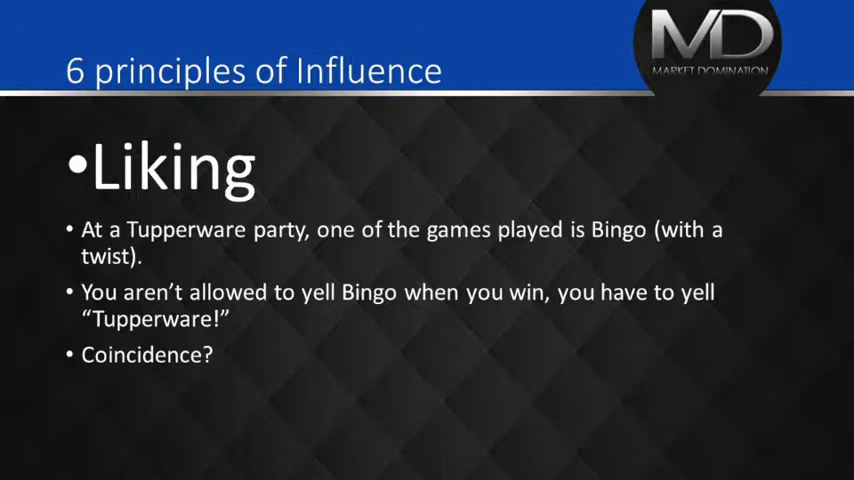 6 principles of Influence
MD
MARKET DOMINATION
•Liking
• At a Tupperware party, one of the games played is Bingo (with a
twist).
• You aren’t allowed to yell Bingo when you win, you have to yell
“Tupperware!”
• Coincidence?